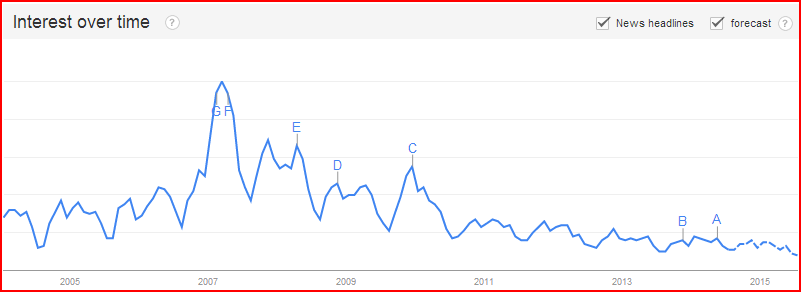 Interest over time ? News headlines forecast ?
G F
E
D
C
B
A
2005 2007 2009 2011 2013 2015